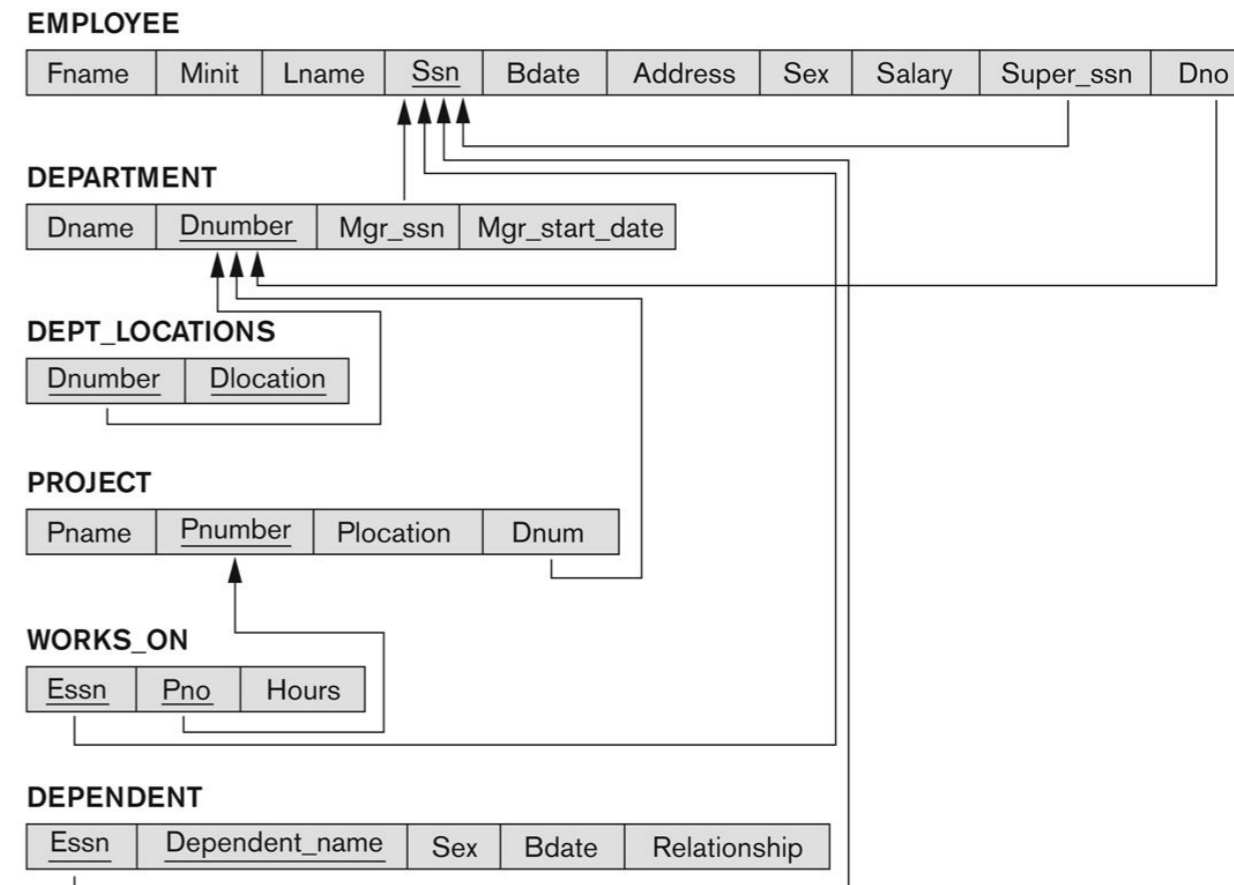 EMPLOYEE
Fname Minit Lname Ssn Bdate Address Sex Salary Super_ssn Dno
DEPARTMENT
Dname Dnumber Mgr_ssn Mgr_start_date
DEPT_LOCATIONS
Dnumber Dlocation
PROJECT
Pname Pnumber Plocation Dnum
WORKS_ON
Essn Pno Hours
DEPENDENT
Essn Dependent_name Sex Bdate Relationship